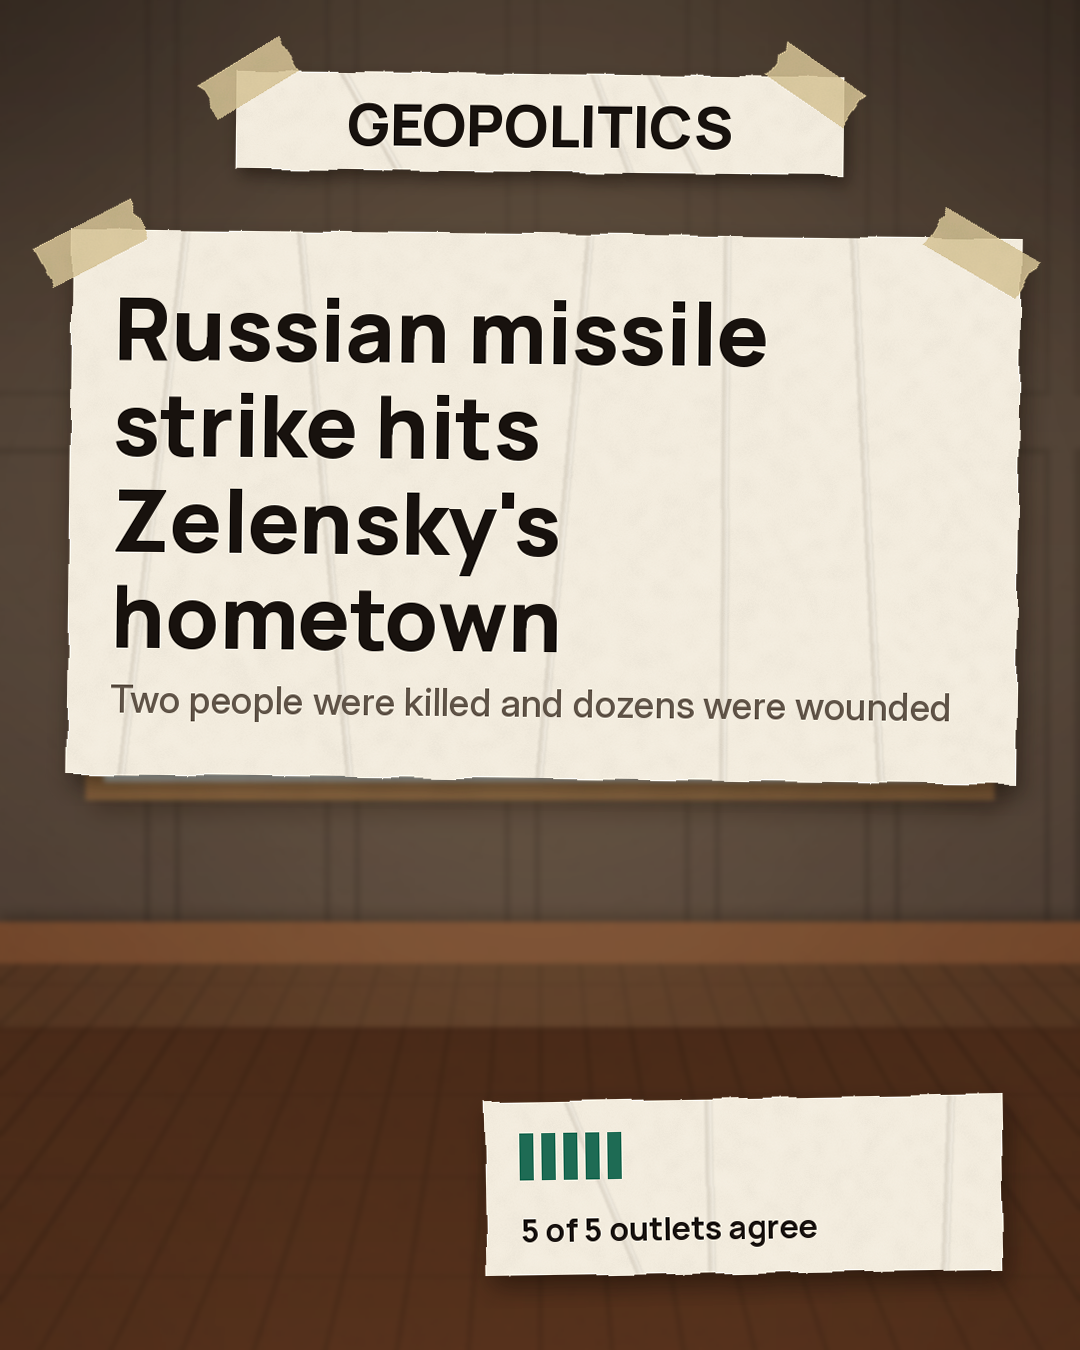 GEOPOLITICS
Russian missile
strike hits
Zelensky's
hometown
Two people were killed and dozens were wounded
5 of 5 outlets agree